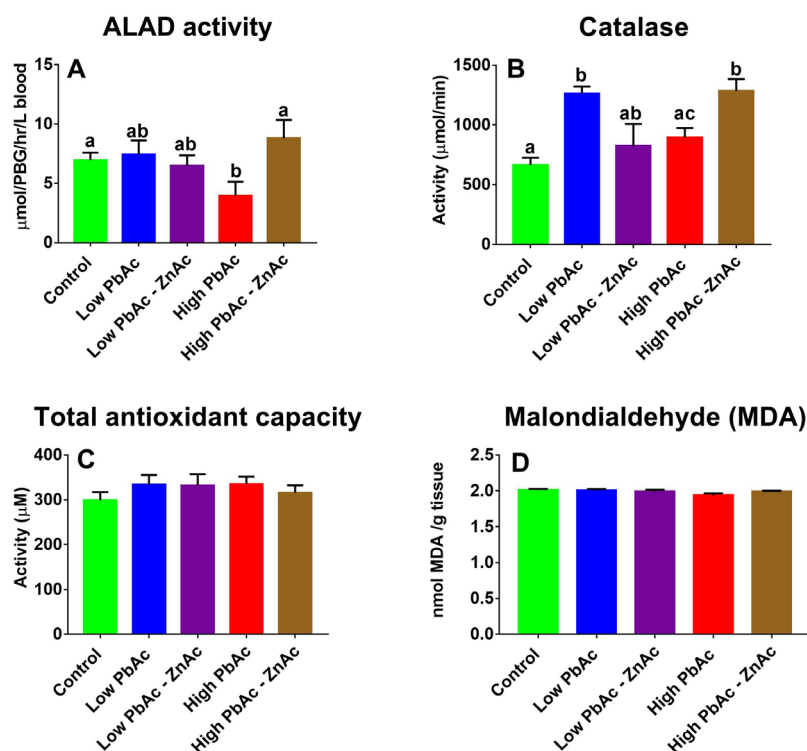 ALAD activity
A
15
10
5
0
μmol/PBG/hr/L blood
a
ab
ab
b
a
Control
Low PbAc
Low PbAc - ZnAc
High PbAc
High PbAc - ZnAc
Catalase
B
1500
1000
500
0
Activity (μmol/min)
a
b
ab
ac
b
Control
Low PbAc
Low PbAc - ZnAc
High PbAc
High PbAc -ZnAc
Total antioxidant capacity
C
400
300
200
100
0
Activity (μM)
Control
Low PbAc
Low PbAc - ZnAc
High PbAc
High PbAc - ZnAc
Malondialdehyde (MDA)
D
2.5
2.0
1.5
1.0
0.5
0.0
nmol MDA /g tissue
Control
Low PbAc
Low PbAc - ZnAc
High PbAc
High PbAc - ZnAc